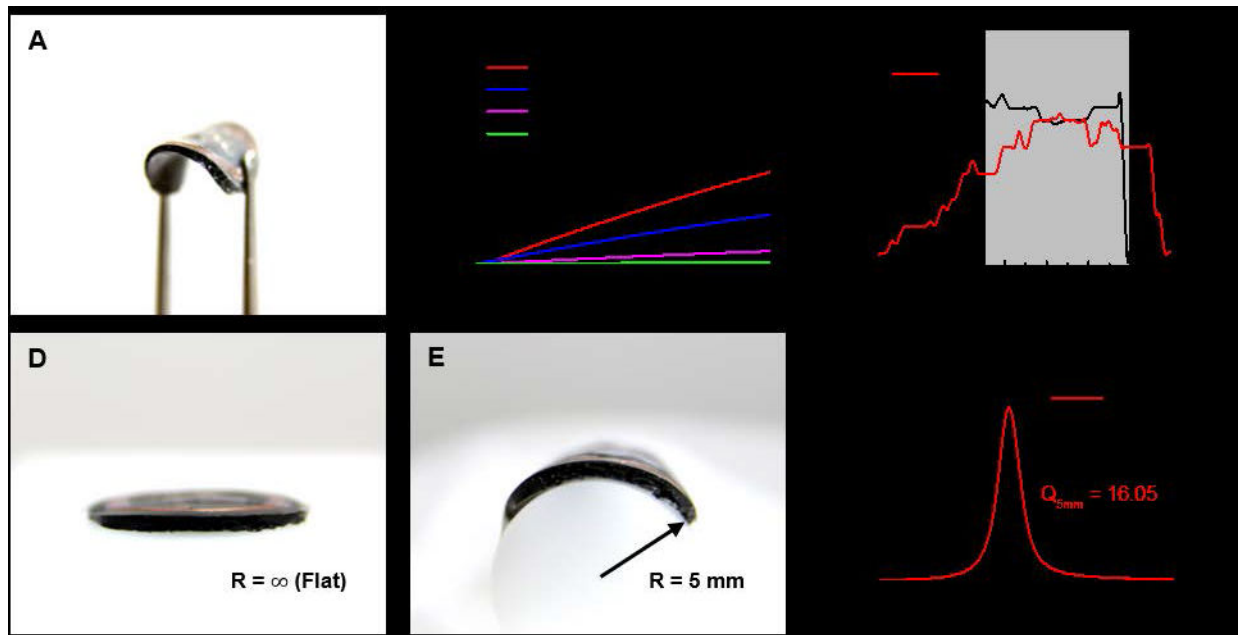 A
D
E
R = ∞ (Flat)
R = 5 mm
Q5mm = 16.05